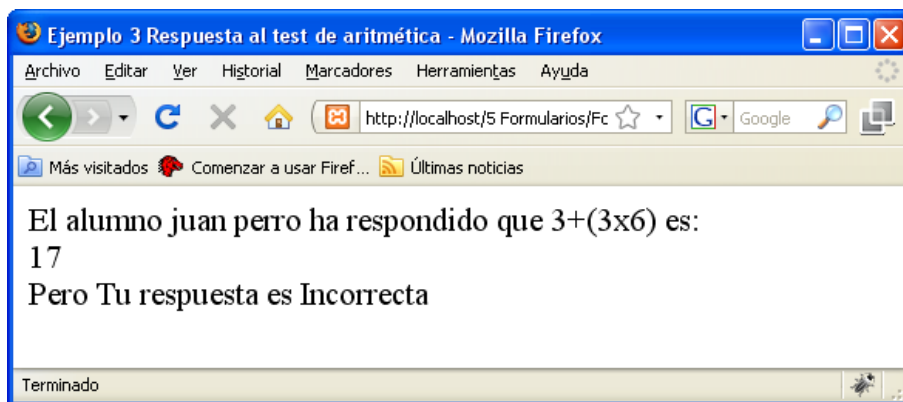 Ejemplo 3 Respuesta al test de aritmética - Mozilla Firefox
Archivo Editar Ver Historial Marcadores Herramientas Ayuda
http://localhost/5 Formularios/Fc G Google
Más visitados Comenzar a usar Firef... Últimas noticias
El alumno juan perro ha respondido que 3+(3x6) es:
17
Pero Tu respuesta es Incorrecta
Terminado